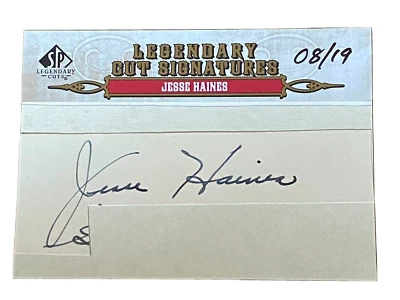 SP
LEGENDARY
CUTS
LEGENDARY
CUT SIGNATURES
JESSE HAINES
08/19
Jesse Haines